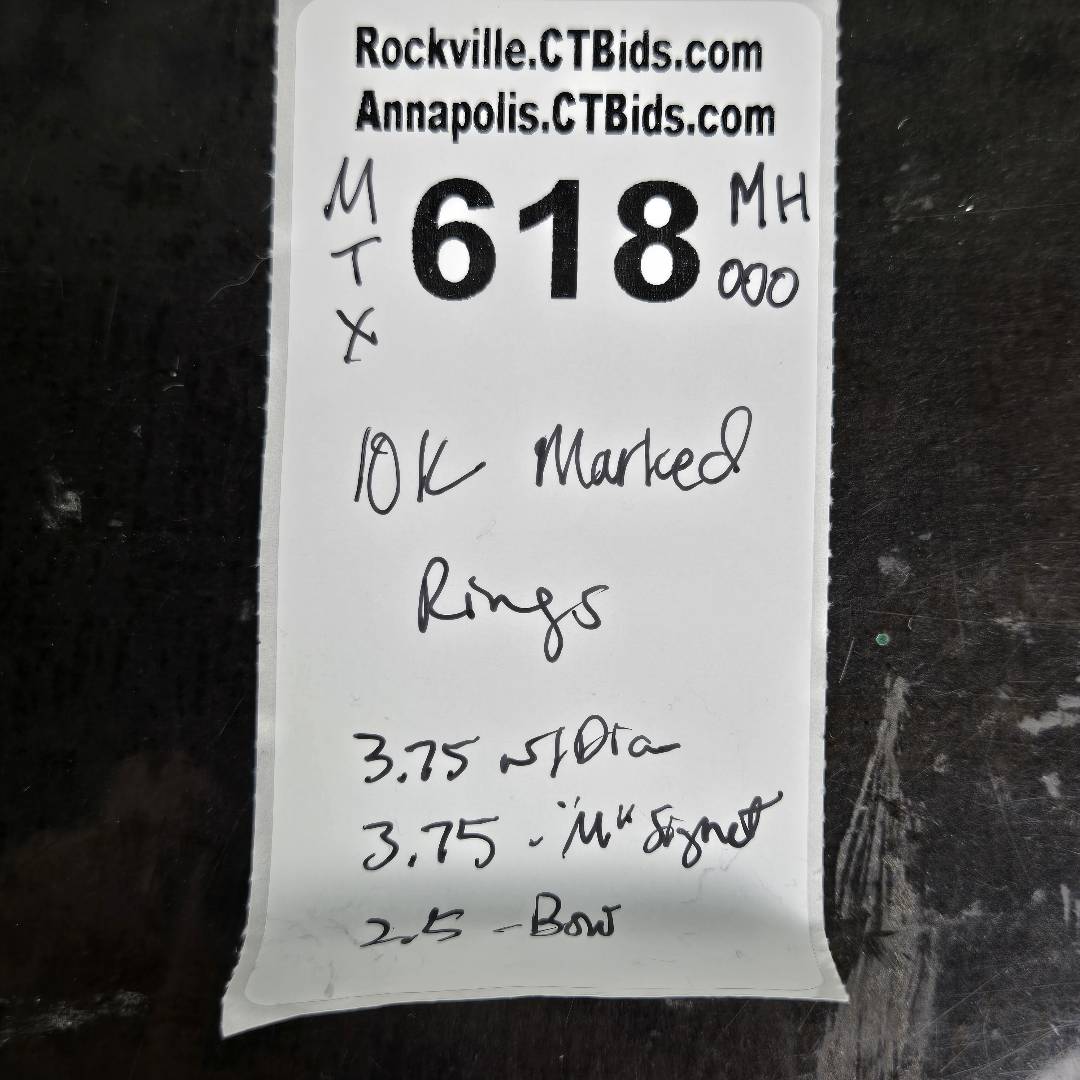 Rockville.CTBids.com
Annapolis.CTBids.com
M 618 MH
T 000
X
10K Marked
Rings
3.75 w/Dia
3.75 - "M" Signet
2.5 - Bow